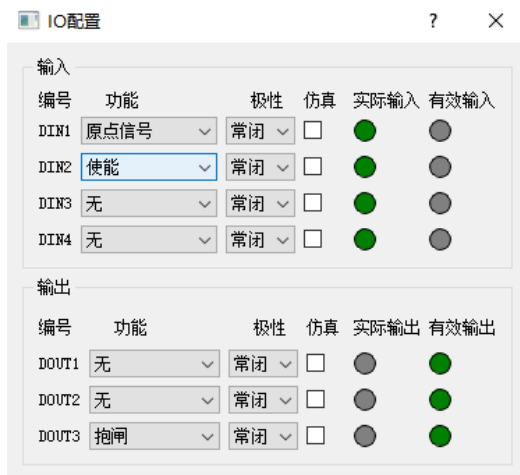 IO配置 ?
输入
编号 功能 极性 仿真 实际输入 有效输入
DIN1 原点信号 常闭
DIN2 使能 常闭
DIN3 无 常闭
DIN4 无 常闭
输出
编号 功能 极性 仿真 实际输出 有效输出
DOUT1 无 常闭
DOUT2 无 常闭
DOUT3 抱闸 常闭